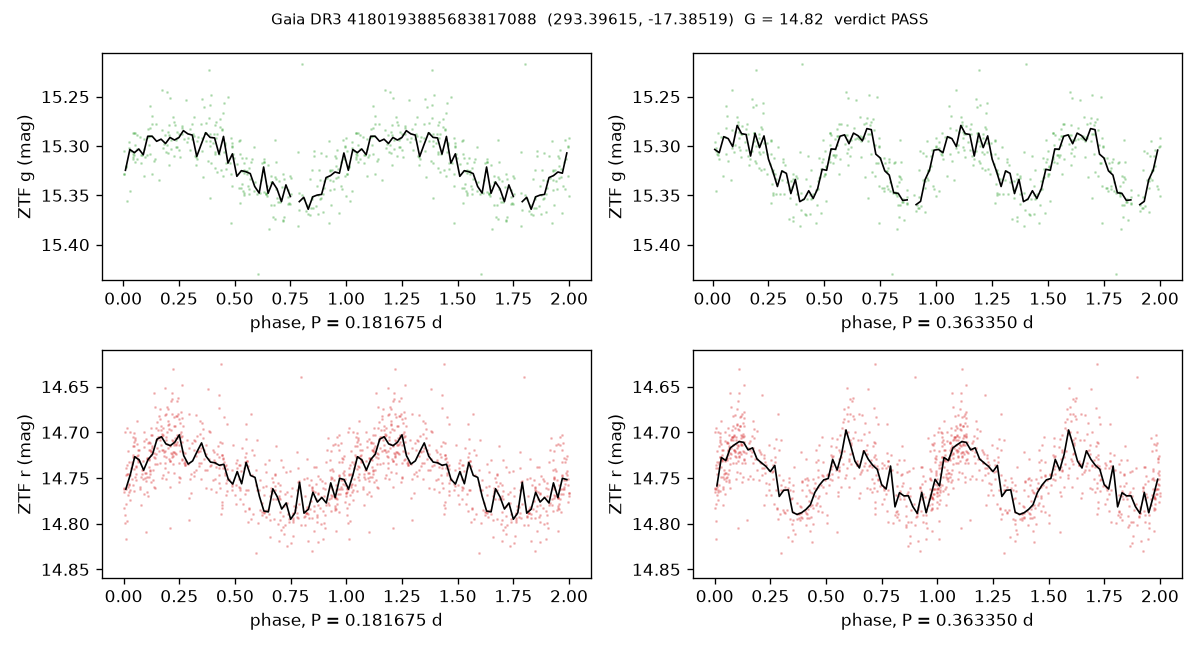 Gaia DR3 4180193885683817088  (293.39615, -17.38519)  G = 14.82  verdict PASS
ZTF g (mag)
15.25
15.30
15.35
15.40
0.00 0.25 0.50 0.75 1.00 1.25 1.50 1.75 2.00
phase, P = 0.181675 d
ZTF g (mag)
15.25
15.30
15.35
15.40
0.00 0.25 0.50 0.75 1.00 1.25 1.50 1.75 2.00
phase, P = 0.363350 d
ZTF r (mag)
14.65
14.70
14.75
14.80
14.85
0.00 0.25 0.50 0.75 1.00 1.25 1.50 1.75 2.00
phase, P = 0.181675 d
ZTF r (mag)
14.65
14.70
14.75
14.80
14.85
0.00 0.25 0.50 0.75 1.00 1.25 1.50 1.75 2.00
phase, P = 0.363350 d